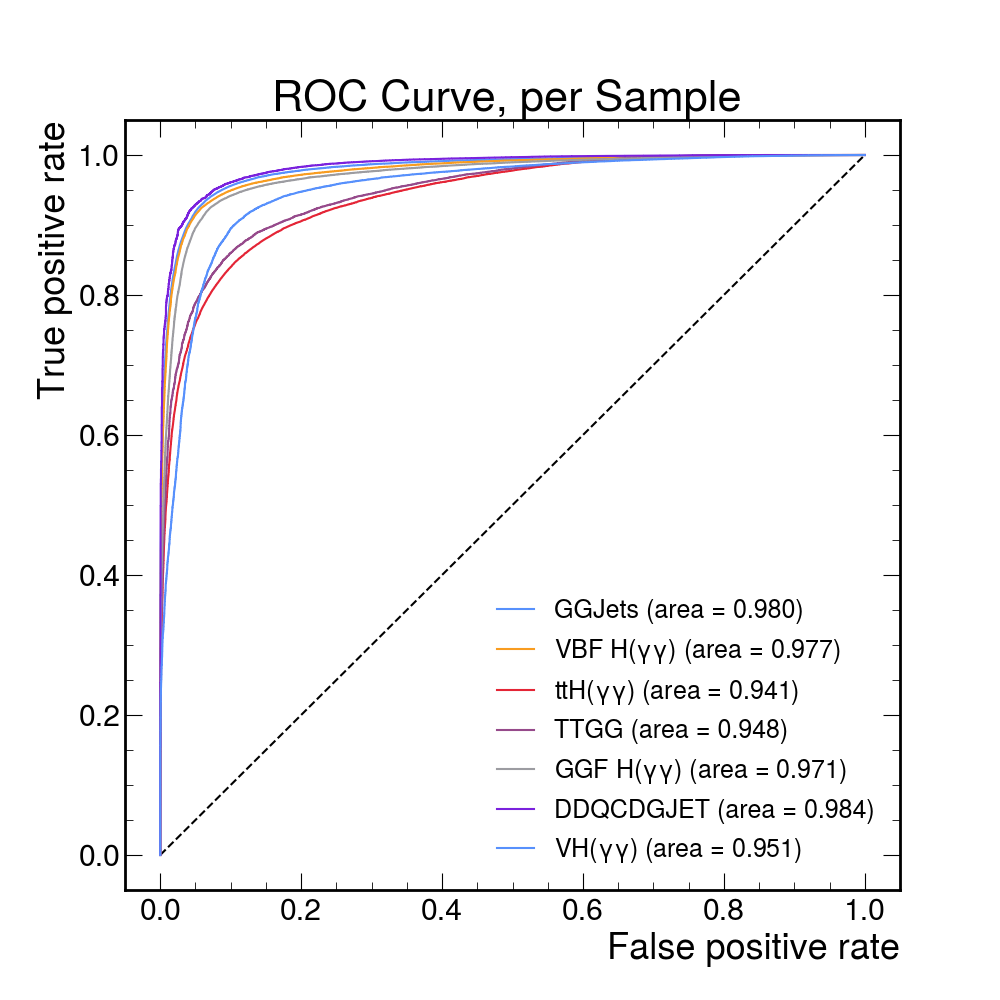 ROC Curve, per Sample
True positive rate
1.0
0.8
0.6
0.4
0.2
0.0
GGJets (area = 0.980)
VBF H(γγ) (area = 0.977)
ttH(γγ) (area = 0.941)
TTGG (area = 0.948)
GGF H(γγ) (area = 0.971)
DDQCDGJET (area = 0.984)
VH(γγ) (area = 0.951)
0.0 0.2 0.4 0.6 0.8 1.0
False positive rate